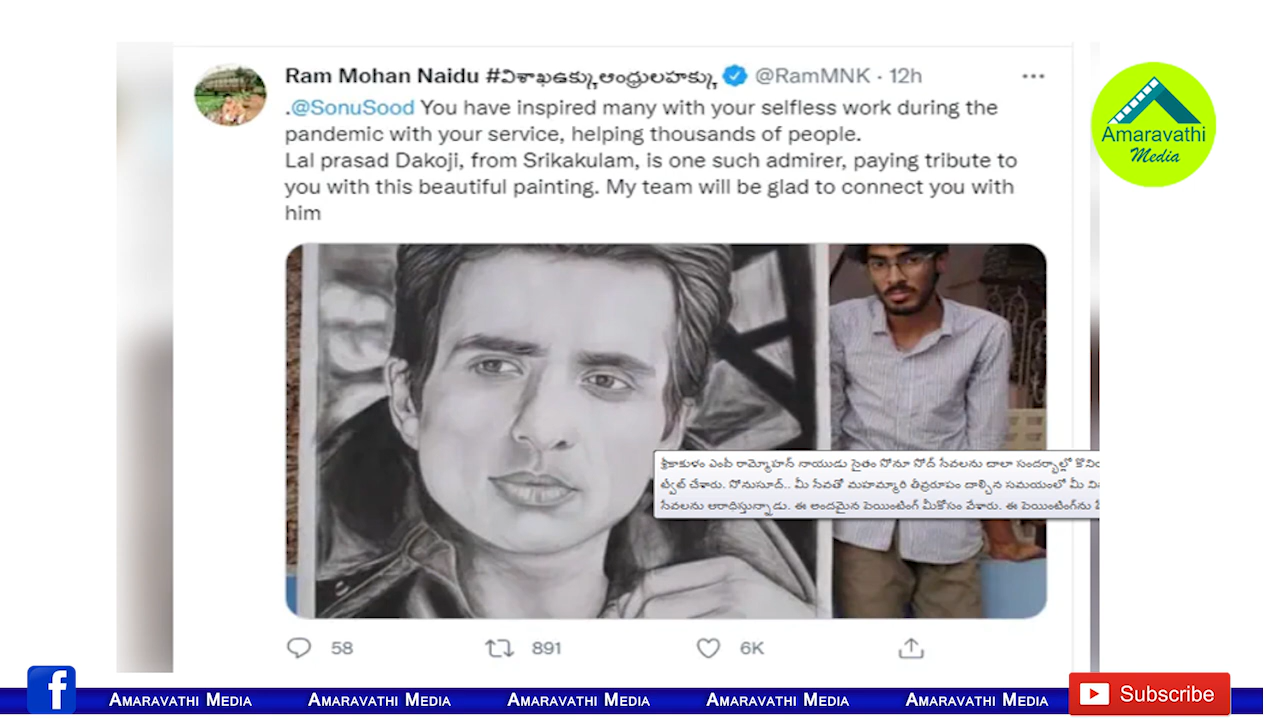 Ram Mohan Naidu #విశాఖఉక్కుఆంధ్రులహక్కు @RamMNK · 12h
.@SonuSood You have inspired many with your selfless work during the
pandemic with your service, helping thousands of people.
Lal prasad Dakoji, from Srikakulam, is one such admirer, paying tribute to
you with this beautiful painting. My team will be glad to connect you with
him
Amaravathi
Media
శ్రీకాకుళం ఎంపీ రామ్మోహన్ నాయుడు సైతం సోనూ సోద్ సేవలను చాలా సందర్భాల్లో
ట్వీట్ చేశారు. సోనుసూద్.. మీ సేవతో మహమ్మారి తీవ్రరూపం దాల్చిన సమయంలో మీ
సేవలను ఆరాధిస్తున్నాడు. ఈ అందమైన పెయింటింగ్ మీకోసం వేశారు. ఈ పెయింటింగ్‌ను
58 891 6K
f AMARAVATHI MEDIA AMARAVATHI MEDIA AMARAVATHI MEDIA AMARAVATHI MEDIA AMARAVATHI MEDIA Subscribe